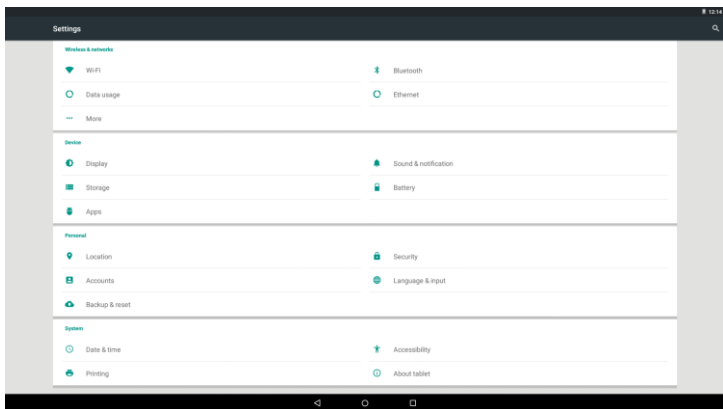 12:14
Settings
Wireless & networks
Wi-Fi
Bluetooth
Data usage
Ethernet
More
Device
Display
Sound & notification
Storage
Battery
Apps
Personal
Location
Security
Accounts
Language & input
Backup & reset
System
Date & time
Accessibility
Printing
About tablet